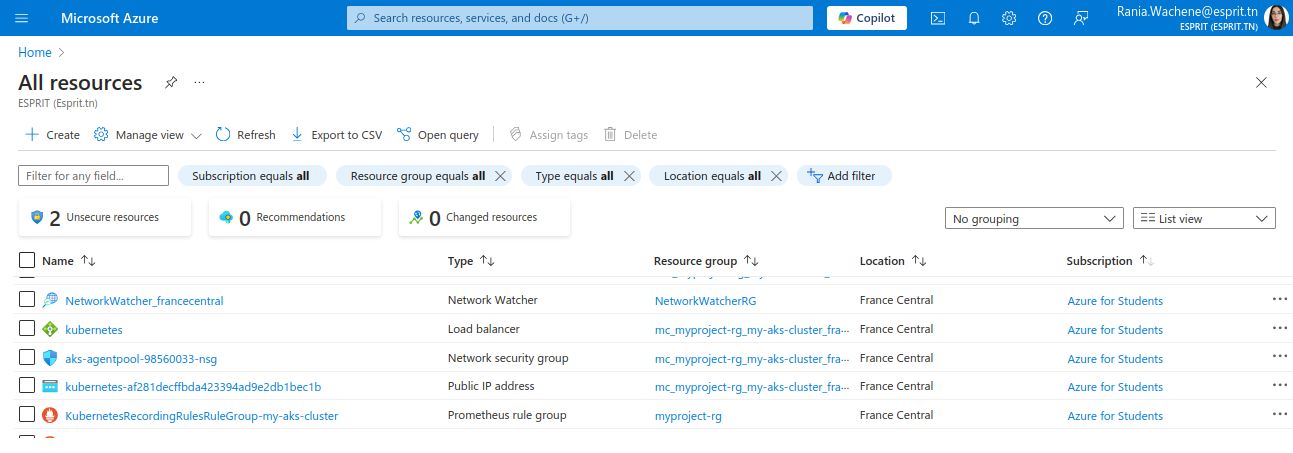 Microsoft Azure
Search resources, services, and docs (G+/)
Copilot
Rania.Wachene@esprit.tn
ESPRIT (ESPRIT.TN)
Home
All resources
ESPRIT (Esprit.tn)
Create Manage view Refresh Export to CSV Open query Assign tags Delete
Filter for any field... Subscription equals all Resource group equals all Type equals all Location equals all Add filter
2 Unsecure resources 0 Recommendations 0 Changed resources No grouping List view
Name Type Resource group Location Subscription
NetworkWatcher_francecentral Network Watcher NetworkWatcherRG France Central Azure for Students
kubernetes Load balancer mc_myproject-rg_my-aks-cluster_fra... France Central Azure for Students
aks-agentpool-98560033-nsg Network security group mc_myproject-rg_my-aks-cluster_fra... France Central Azure for Students
kubernetes-af281decffbda423394ad9e2db1bec1b Public IP address mc_myproject-rg_my-aks-cluster_fra... France Central Azure for Students
KubernetesRecordingRulesRuleGroup-my-aks-cluster Prometheus rule group myproject-rg France Central Azure for Students